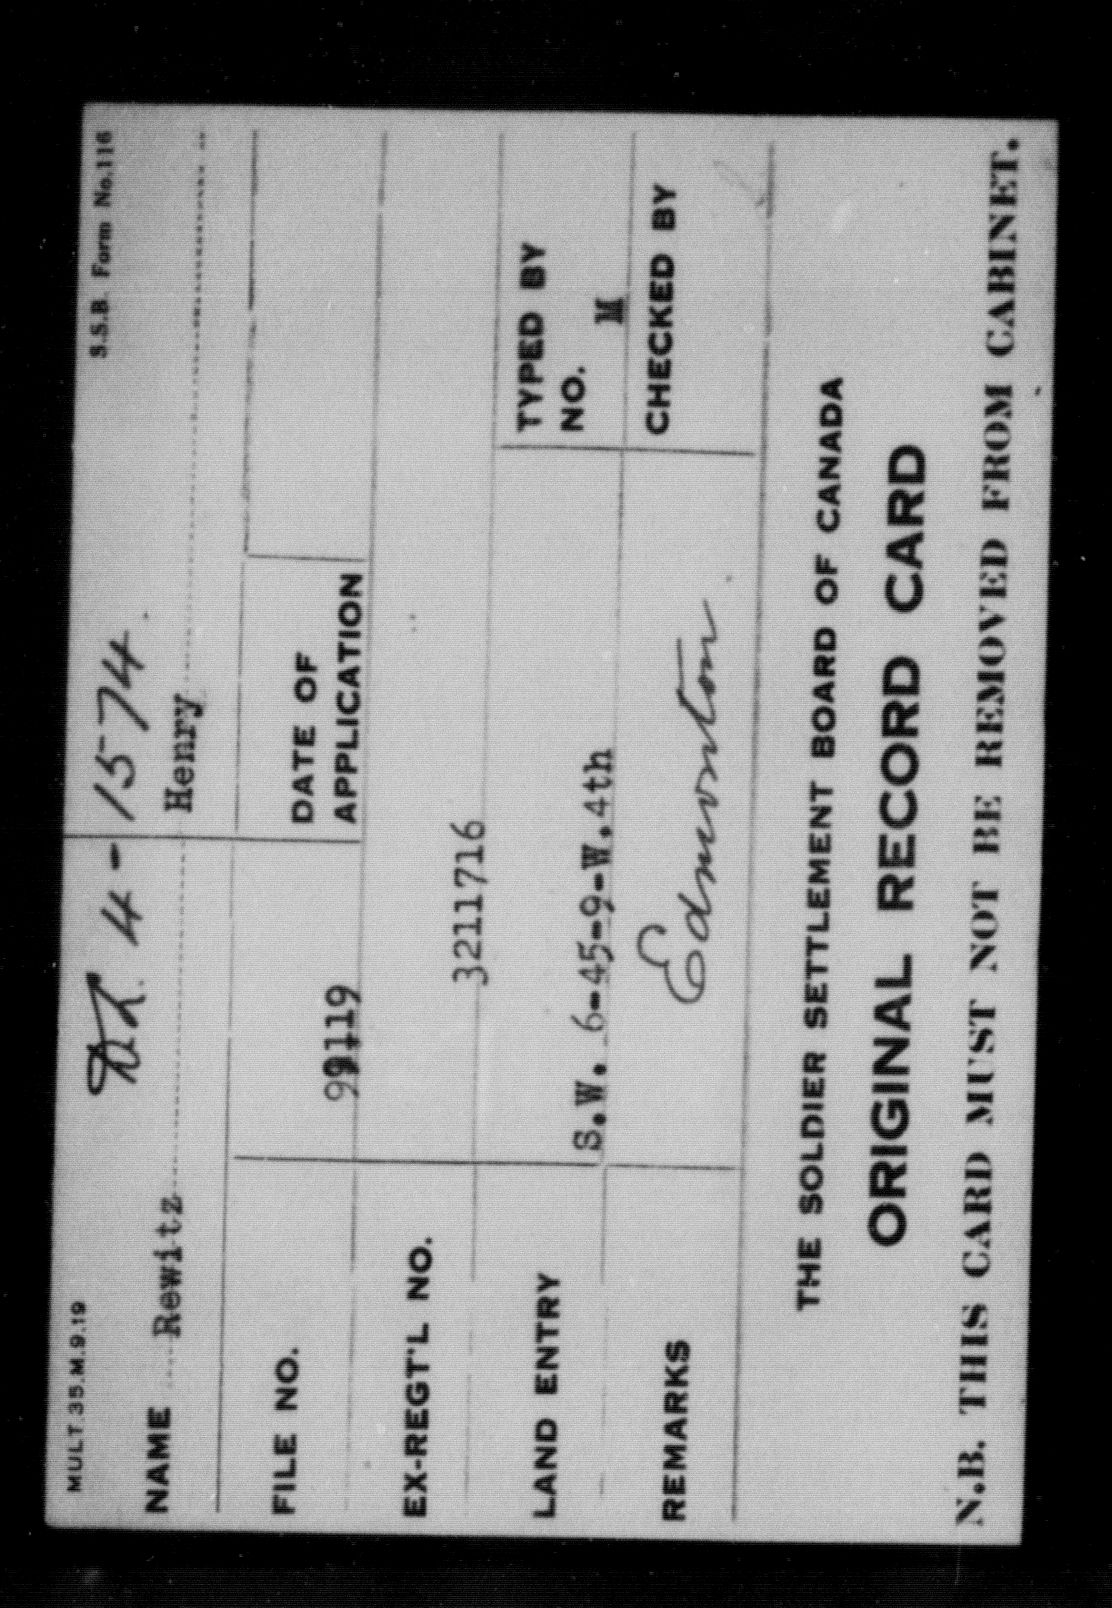 MULT.35.M.9.19 S.S.B. Form No.116
4-1574
NAME Rewitz Henry
FILE NO. 99119 DATE OF APPLICATION
EX-REGT'L NO. 3211716
LAND ENTRY S.W. 6-45-9-W.4th TYPED BY NO. M
REMARKS Edmonton CHECKED BY
THE SOLDIER SETTLEMENT BOARD OF CANADA
ORIGINAL RECORD CARD
N.B. THIS CARD MUST NOT BE REMOVED FROM CABINET.